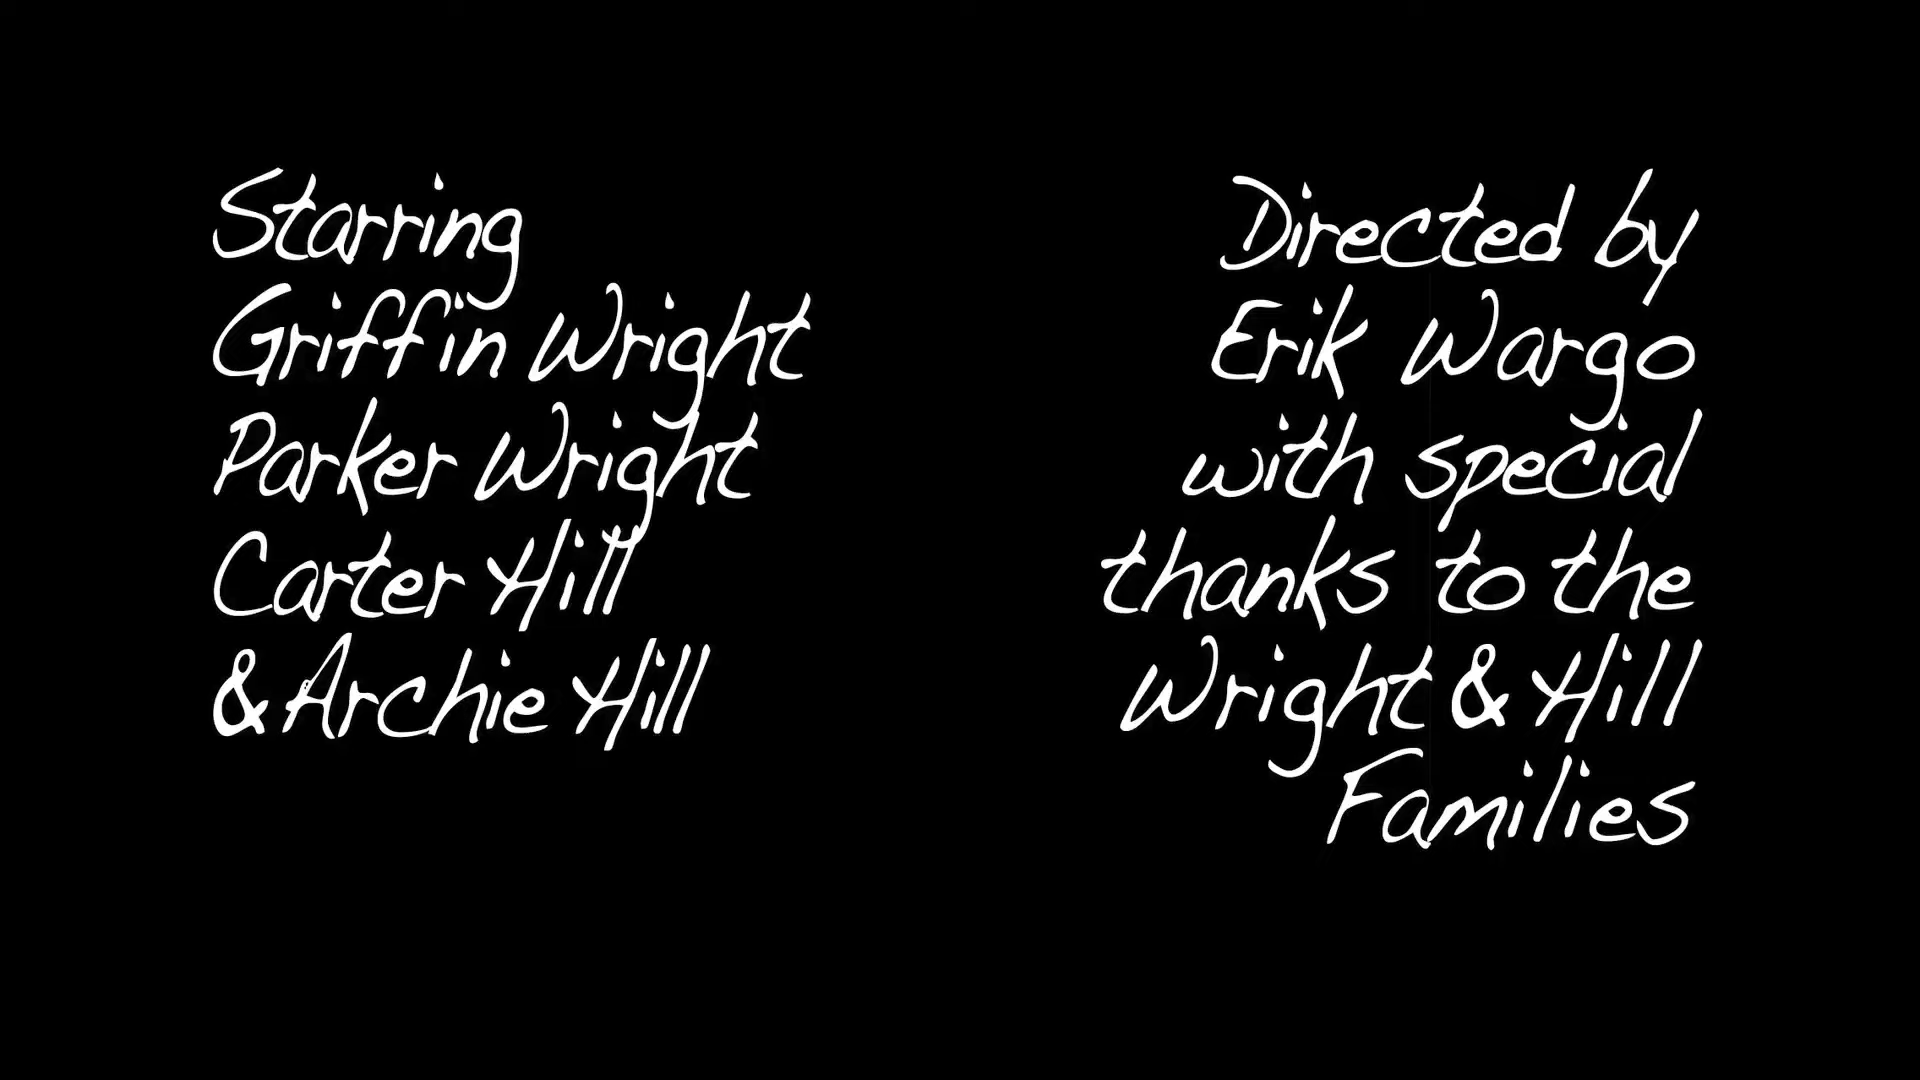 Starring
Griffin Wright
Parker Wright
Carter Hill
& Archie Hill
Directed by
Erik Wargo
with special
thanks to the
Wright & Hill
Families